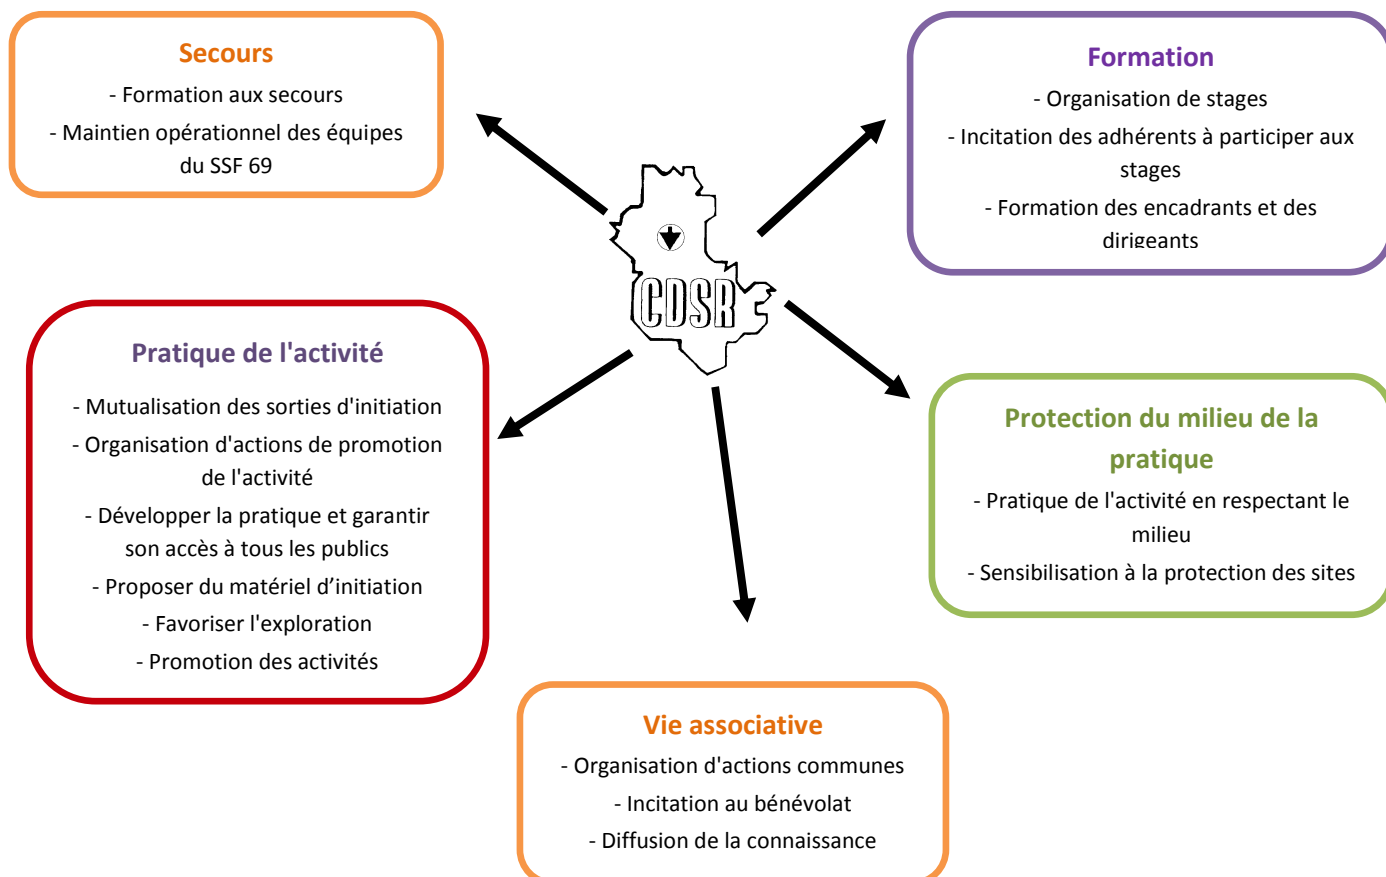 Secours
- Formation aux secours
- Maintien opérationnel des équipes
du SSF 69
Formation
- Organisation de stages
- Incitation des adhérents à participer aux
stages
- Formation des encadrants et des
dirigeants
CDSR
Pratique de l'activité
- Mutualisation des sorties d'initiation
- Organisation d'actions de promotion
de l'activité
- Développer la pratique et garantir
son accès à tous les publics
- Proposer du matériel d’initiation
- Favoriser l'exploration
- Promotion des activités
Protection du milieu de la
pratique
- Pratique de l'activité en respectant le
milieu
- Sensibilisation à la protection des sites
Vie associative
- Organisation d'actions communes
- Incitation au bénévolat
- Diffusion de la connaissance